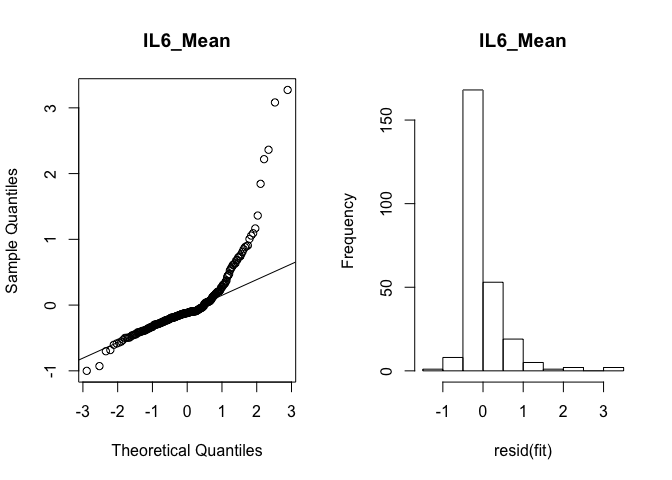 IL6_Mean
Sample Quantiles
3
2
1
0
-1
-3 -2 -1 0 1 2 3
Theoretical Quantiles
IL6_Mean
Frequency
150
100
50
0
-1 0 1 2 3
resid(fit)